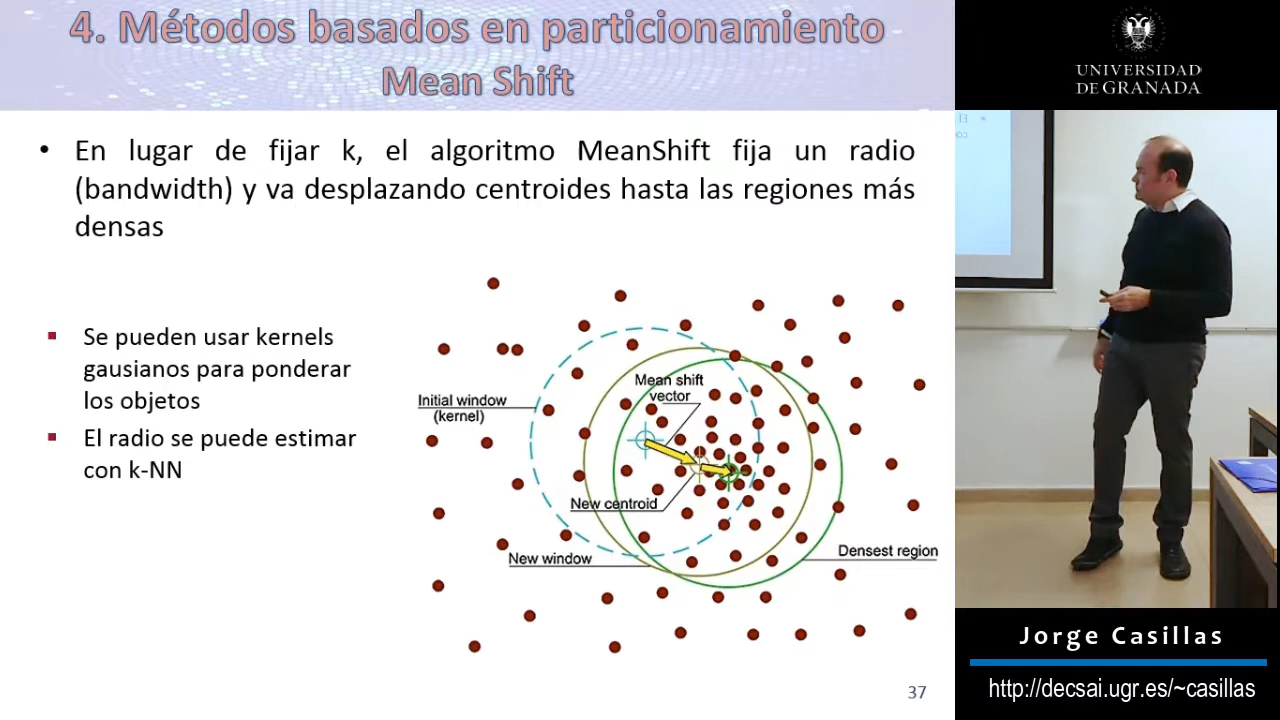 4. Métodos basados en particionamiento
Mean Shift
• En lugar de fijar k, el algoritmo MeanShift fija un radio
(bandwidth) y va desplazando centroides hasta las regiones más
densas
Se pueden usar kernels
gausianos para ponderar
los objetos
El radio se puede estimar
con k-NN
Mean shift
vector
Initial window
(kernel)
New centroid
New window
Densest region
37
UNIVERSIDAD
DE GRANADA
Jorge Casillas
http://decsai.ugr.es/~casillas